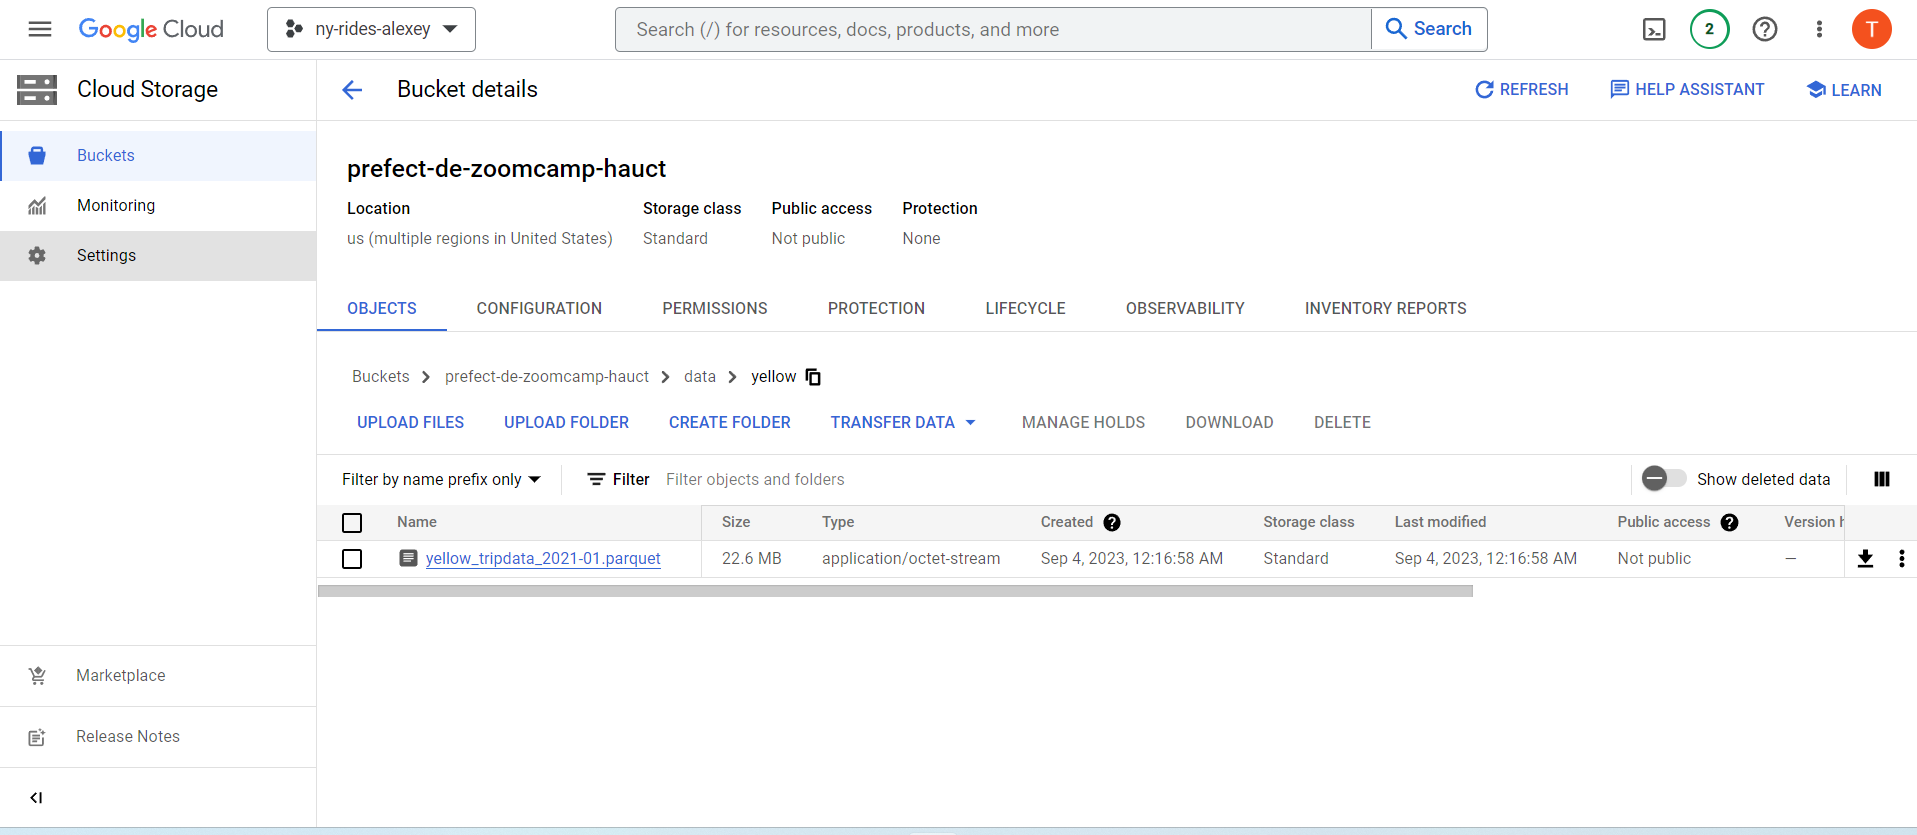 Google Cloud
ny-rides-alexey
Search (/) for resources, docs, products, and more
Search
2
T
Cloud Storage
Bucket details
REFRESH
HELP ASSISTANT
LEARN
Buckets
Monitoring
Settings
Marketplace
Release Notes
prefect-de-zoomcamp-hauct
Location Storage class Public access Protection
us (multiple regions in United States) Standard Not public None
OBJECTS CONFIGURATION PERMISSIONS PROTECTION LIFECYCLE OBSERVABILITY INVENTORY REPORTS
Buckets prefect-de-zoomcamp-hauct data yellow
UPLOAD FILES UPLOAD FOLDER CREATE FOLDER TRANSFER DATA MANAGE HOLDS DOWNLOAD DELETE
Filter by name prefix only Filter Filter objects and folders Show deleted data
Name Size Type Created Storage class Last modified Public access Version
yellow_tripdata_2021-01.parquet 22.6 MB application/octet-stream Sep 4, 2023, 12:16:58 AM Standard Sep 4, 2023, 12:16:58 AM Not public —